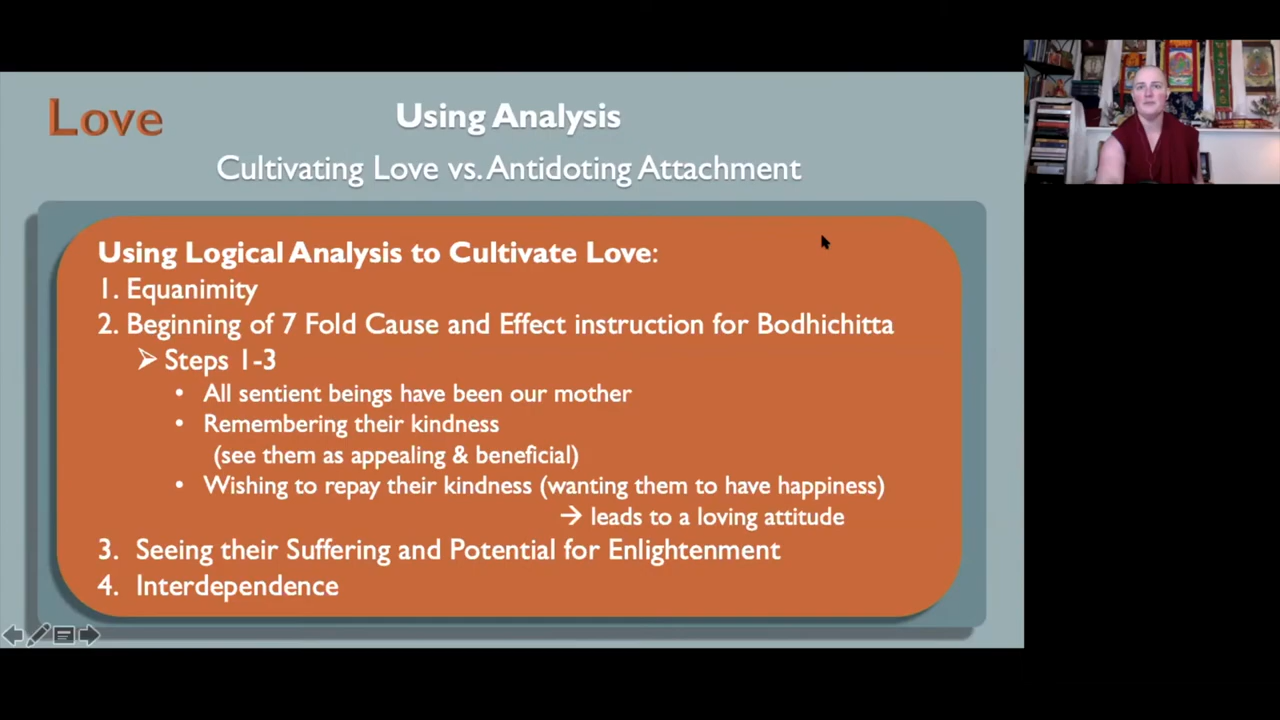 Love
Using Analysis
Cultivating Love vs. Antidoting Attachment
Using Logical Analysis to Cultivate Love:
1. Equanimity
2. Beginning of 7 Fold Cause and Effect instruction for Bodhichitta
➢ Steps 1-3
• All sentient beings have been our mother
• Remembering their kindness
(see them as appealing & beneficial)
• Wishing to repay their kindness (wanting them to have happiness)
→ leads to a loving attitude
3. Seeing their Suffering and Potential for Enlightenment
4. Interdependence